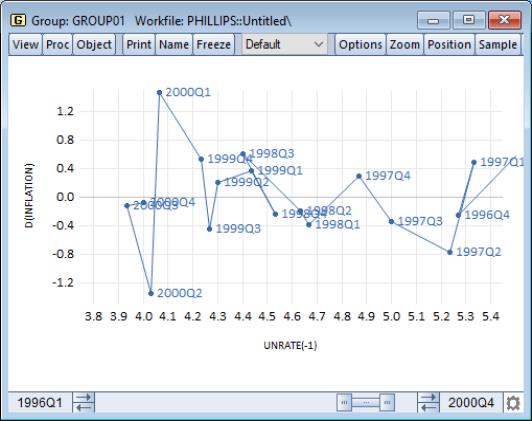 Group: GROUP01 Workfile: PHILLIPS::Untitled\
View Proc Object Print Name Freeze Default Options Zoom Position Sample
D(INFLATION)
1.2
0.8
0.4
0.0
-0.4
-0.8
-1.2
2000Q1
1999Q4
1998Q3
1999Q1
1999Q2
1997Q4
1997Q1
2000Q3
2000Q4
1998Q4
1998Q2
1998Q1
1999Q3
1997Q3
1996Q4
1997Q2
2000Q2
3.8 3.9 4.0 4.1 4.2 4.3 4.4 4.5 4.6 4.7 4.8 4.9 5.0 5.1 5.2 5.3 5.4
UNRATE(-1)
1996Q1 2000Q4